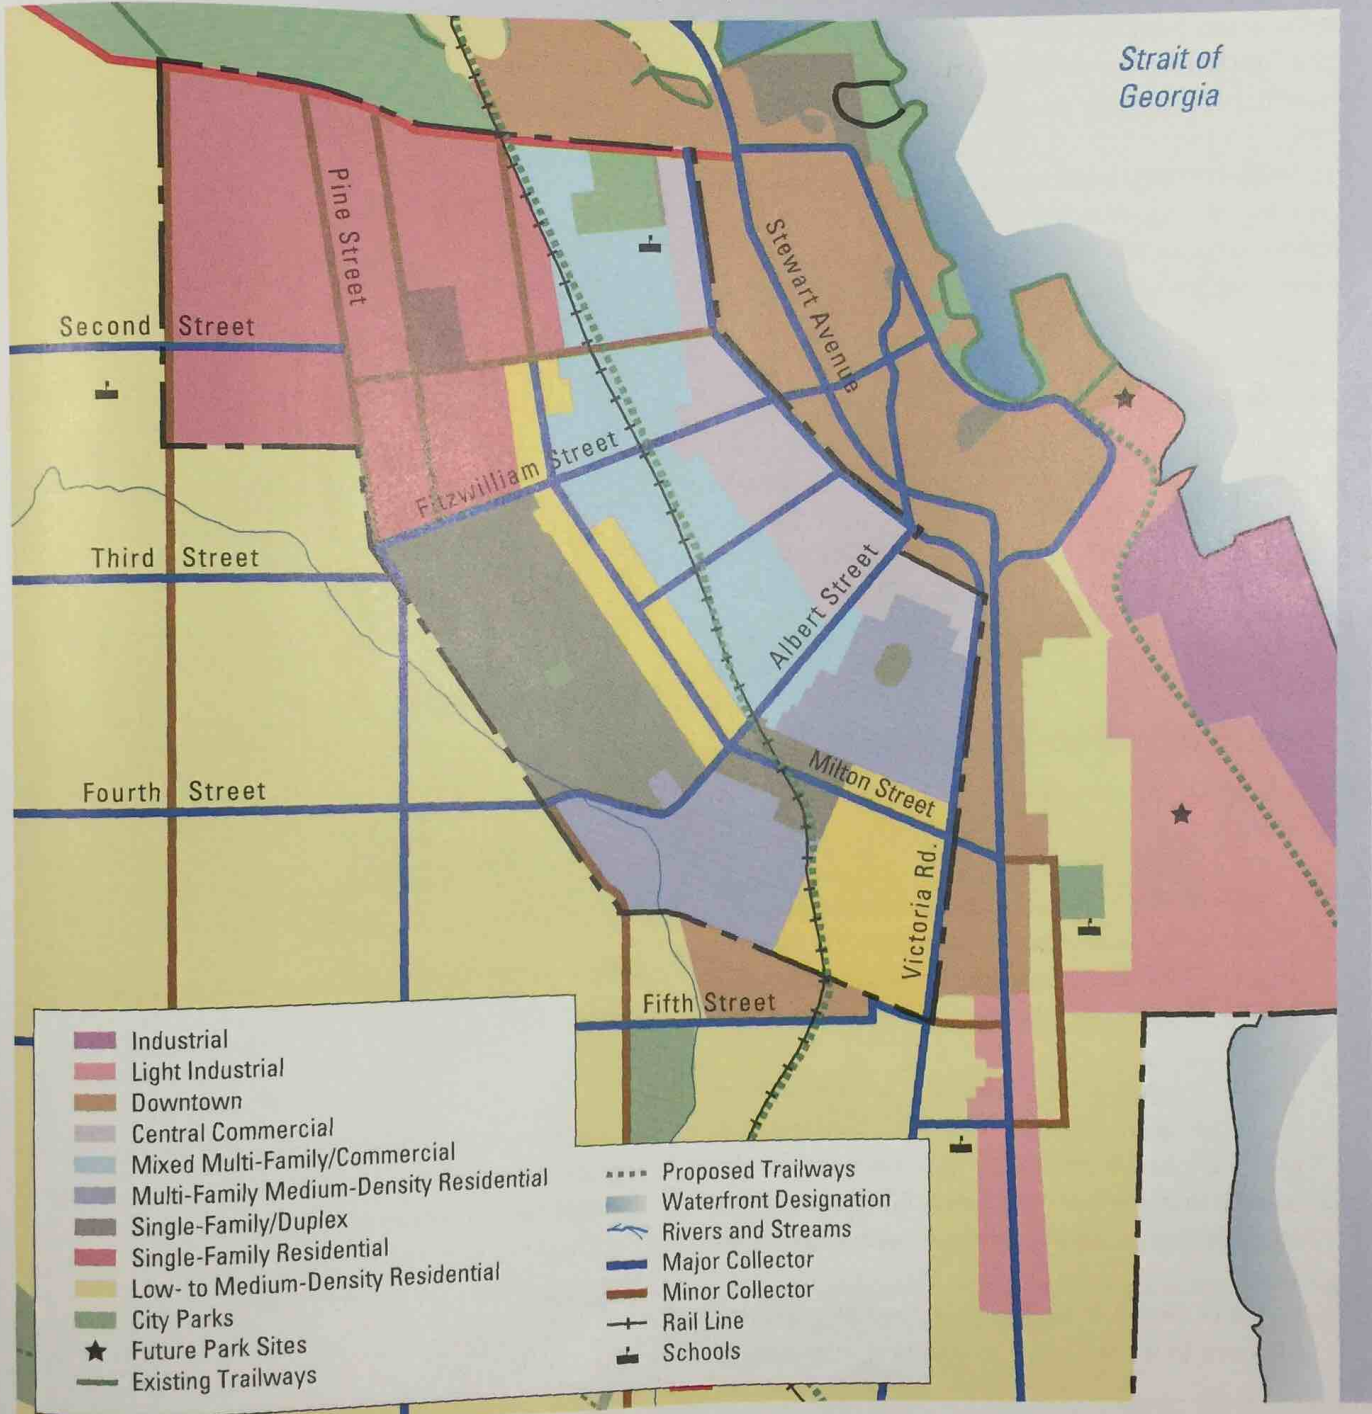 Strait of
Georgia
Pine Street
Stewart Avenue
Second Street
Fitzwilliam Street
Third Street
Albert Street
Fourth Street
Milton Street
Victoria Rd.
Fifth Street
Industrial
Light Industrial
Downtown
Central Commercial
Mixed Multi-Family/Commercial
Multi-Family Medium-Density Residential
Single-Family/Duplex
Single-Family Residential
Low- to Medium-Density Residential
City Parks
Future Park Sites
Existing Trailways
Proposed Trailways
Waterfront Designation
Rivers and Streams
Major Collector
Minor Collector
Rail Line
Schools